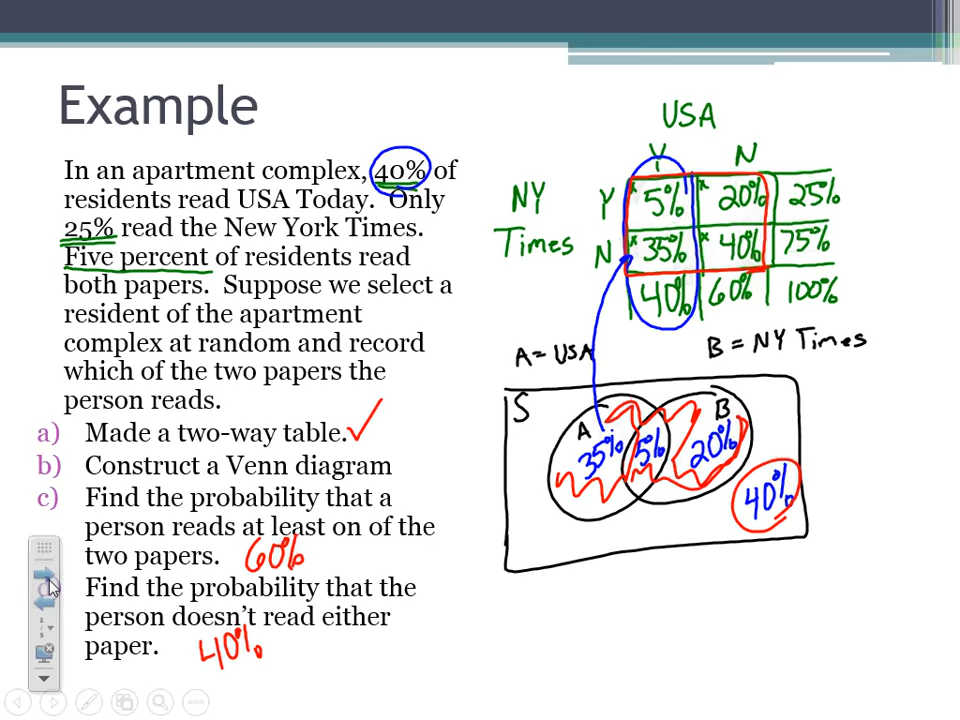 Example
In an apartment complex, 40% of
residents read USA Today.  Only
25% read the New York Times.
Five percent of residents read
both papers.  Suppose we select a
resident of the apartment
complex at random and record
which of the two papers the
person reads.
a) Made a two-way table.
b) Construct a Venn diagram
c) Find the probability that a
person reads at least on of the
two papers. 60%
d) Find the probability that the
person doesn't read either
paper. 40%
USA
Y N
NY Y 5% 20% 25%
Times N 35% 40% 75%
40% 60% 100%
A = USA B = NY Times
S
A B
35% 5% 20%
40%